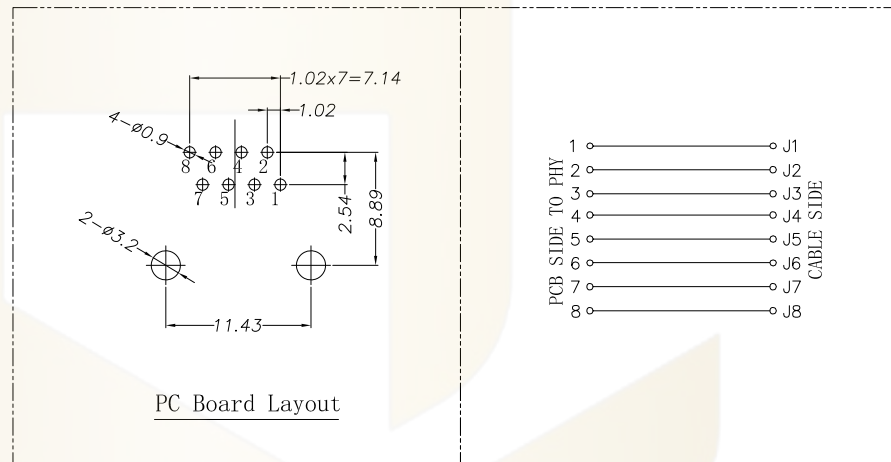 1.02x7=7.14
1.02
4-ø0.9
8 6 4 2
7 5 3 1
2.54
8.89
2-ø3.2
11.43
PC Board Layout
PCB SIDE TO PHY
1 J1
2 J2
3 J3
4 J4
5 J5
6 J6
7 J7
8 J8
CABLE SIDE